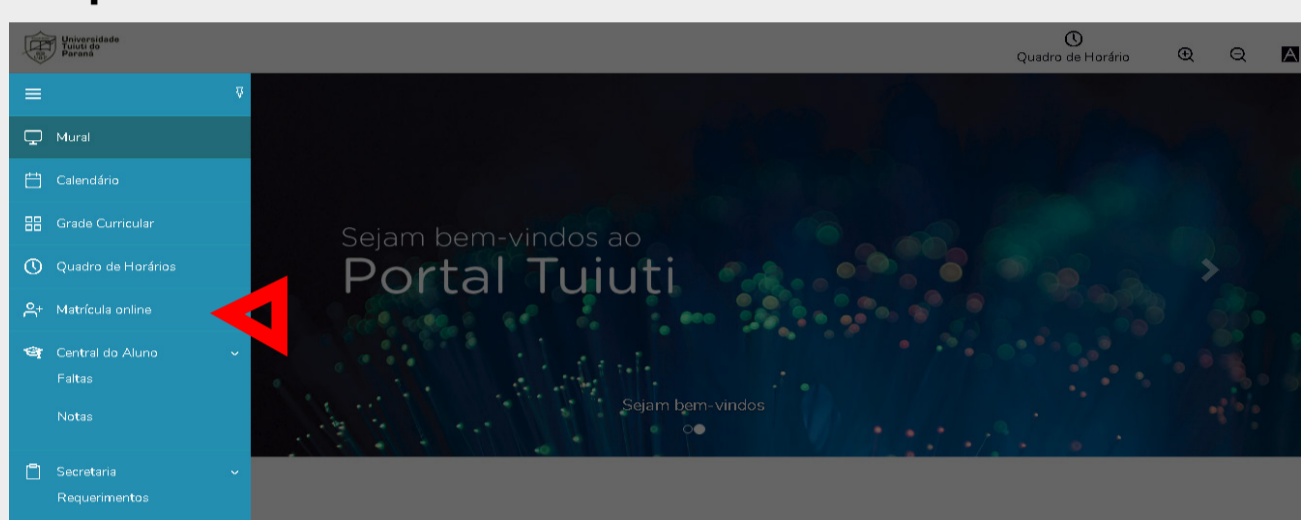 Universidade
Tuiuti do
Paraná
Quadro de Horário
A
Mural
Calendário
Grade Curricular
Quadro de Horários
Matrícula online
Central do Aluno
Faltas
Notas
Secretaria
Requerimentos
Sejam bem-vindos ao
Portal Tuiuti
Sejam bem-vindos